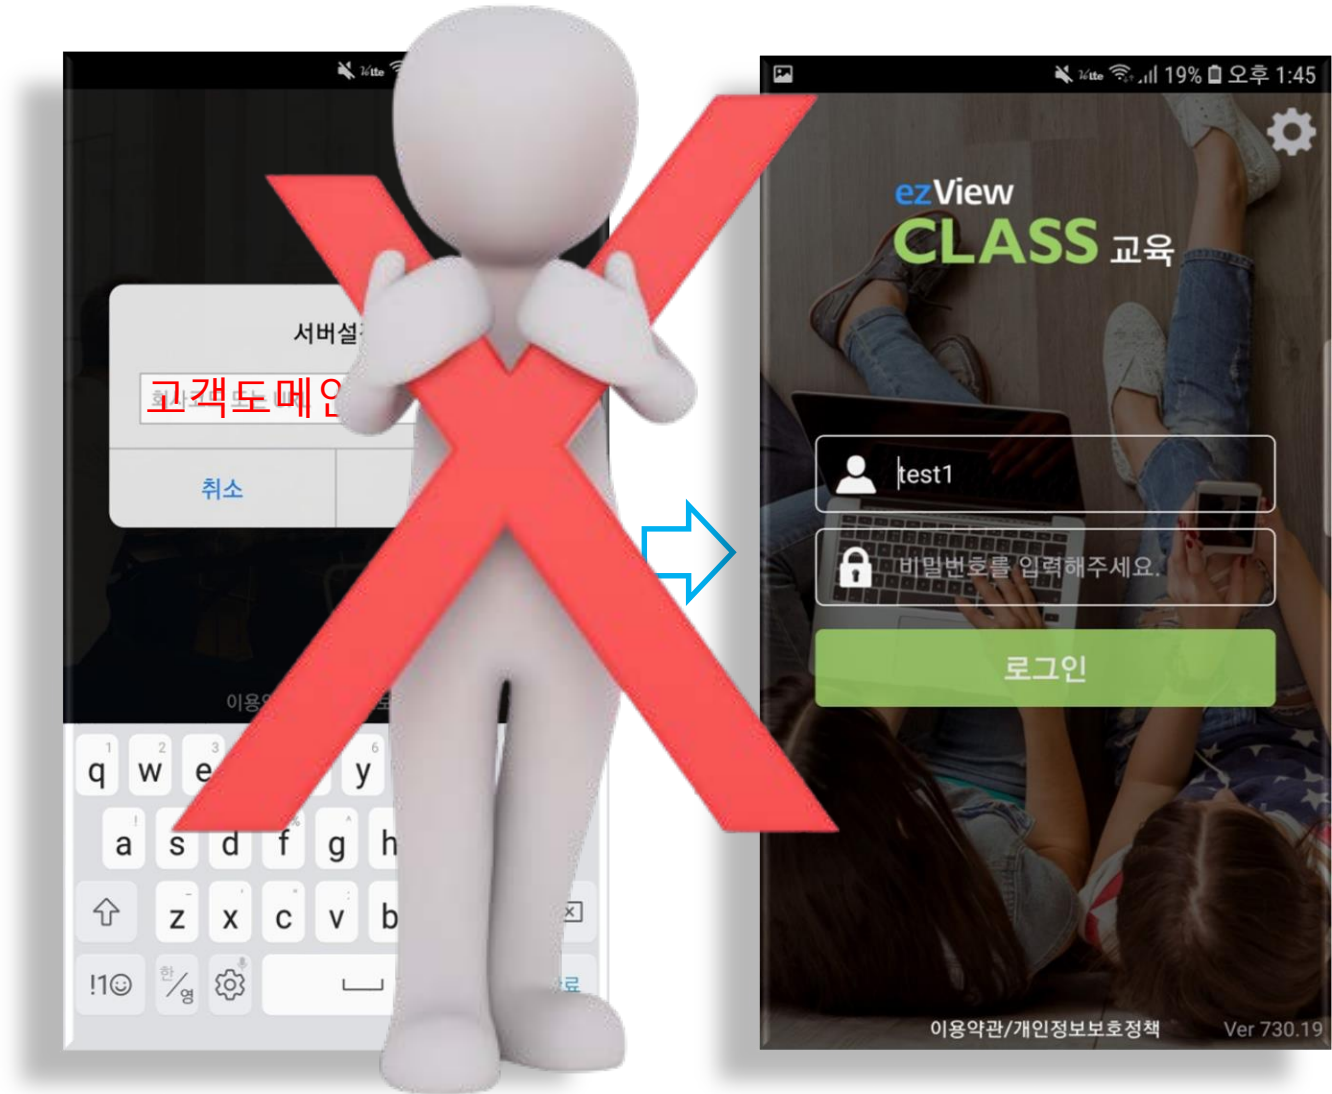 서버설
고객도메인
취소
q w e y
a s d f g h
z x c v b
!1☺ 한/영
19% 오후 1:45
ezView
CLASS 교육
test1
비밀번호를 입력해주세요.
로그인
이용약관/개인정보보호정책 Ver 730.19